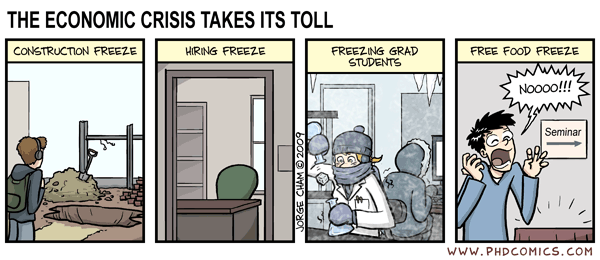 THE ECONOMIC CRISIS TAKES ITS TOLL
CONSTRUCTION FREEZE
HIRING FREEZE
FREEZING GRAD
STUDENTS
FREE FOOD FREEZE
NOOOO!!!
Seminar
JORGE CHAM © 2009
WWW.PHDCOMICS.COM